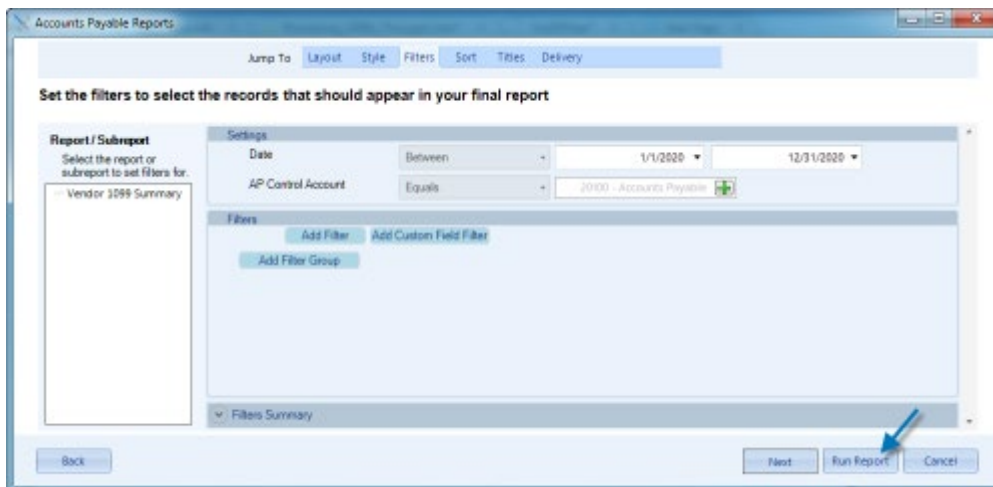 Accounts Payable Reports
Jump To Layout Style Filters Sort Titles Delivery
Set the filters to select the records that should appear in your final report
Report / Subreport
Select the report or
subreport to set filters for.
Vendor 1099 Summary
Settings
Date Between 1/1/2020 12/31/2020
AP Control Account Equals 20100 - Accounts Payable
Filters
Add Filter Add Custom Field Filter
Add Filter Group
Filters Summary
Back Next Run Report Cancel